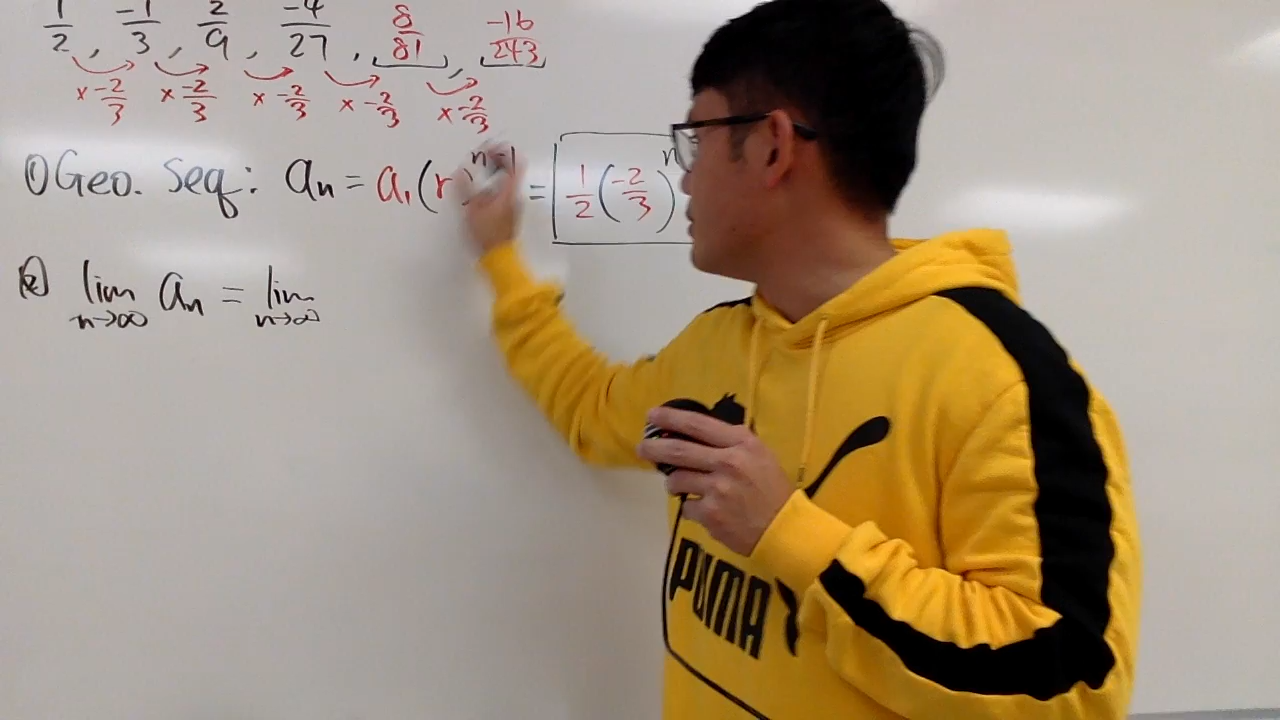 1/2, -1/3, 2/9, -4/27, 8/81, -16/243
×-2/3 ×-2/3 ×-2/3 ×-2/3 ×-2/3
① Geo. Seq: aₙ = a₁(r)ⁿ⁻¹ = 1/2(-2/3)ⁿ
② lim n→∞ aₙ = lim n→∞
PUMA